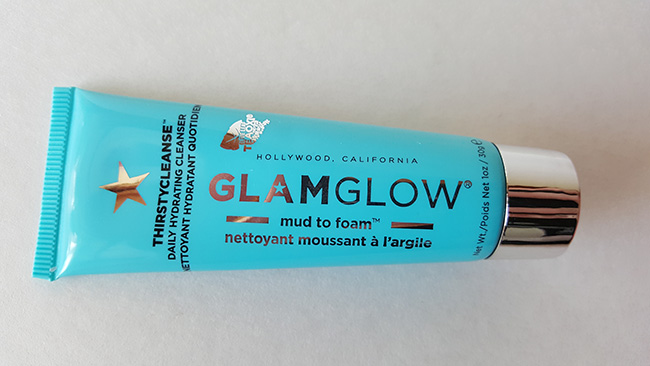 TEAOXI
HOLLYWOOD, CALIFORNIA
GLAMGLOW®
mud to foam™
nettoyant moussant à l'argile
THIRSTYCLEANSE™
DAILY HYDRATING CLEANSER
NETTOYANT HYDRATANT QUOTIDIEN
Net Wt./Poids Net 1oz / 30g e